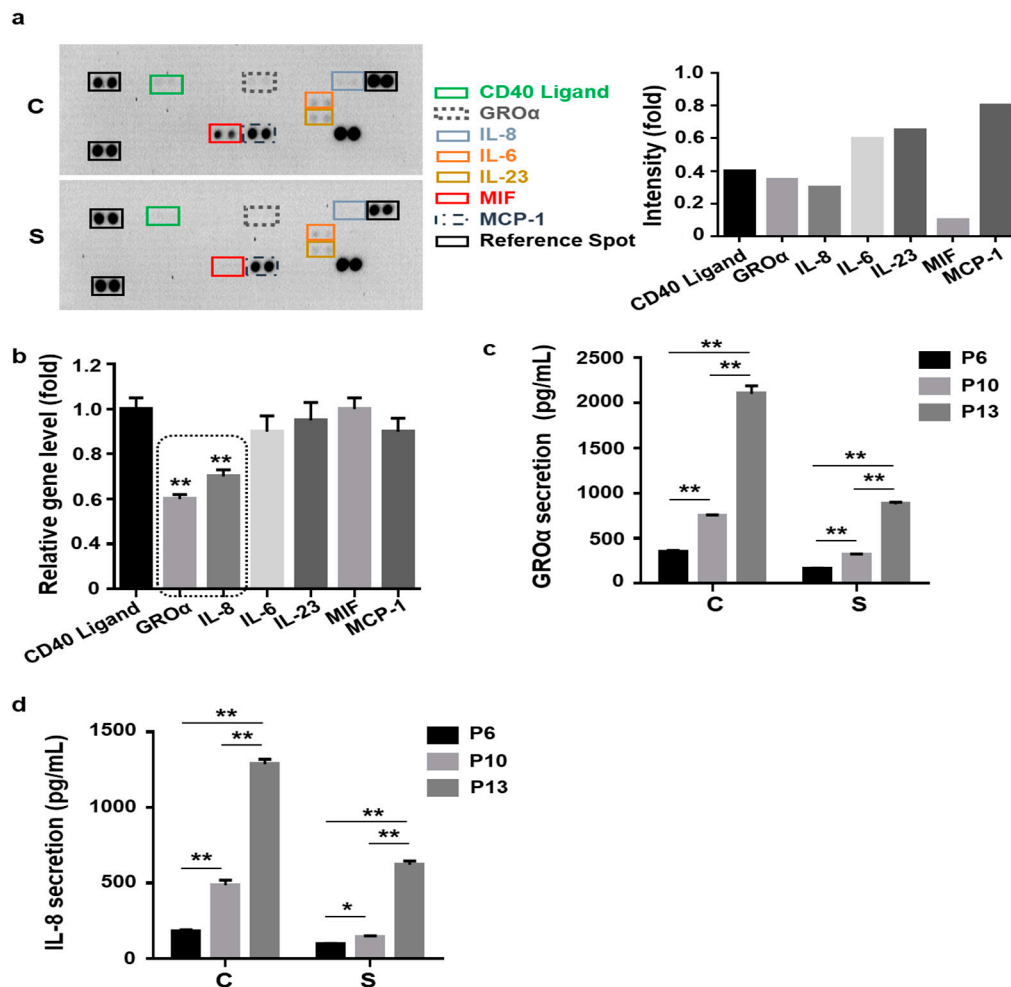 a
C
S
CD40 Ligand
GROα
IL-8
IL-6
IL-23
MIF
MCP-1
Reference Spot
Intensity (fold)
1.0
0.8
0.6
0.4
0.2
0
CD40 Ligand
GROα
IL-8
IL-6
IL-23
MIF
MCP-1
b
Relative gene level (fold)
1.2
1.0
0.8
0.6
0.4
0
**
**
CD40 Ligand
GROα
IL-8
IL-6
IL-23
MIF
MCP-1
c
GROα secretion (pg/mL)
2500
2000
1500
1000
500
0
**
**
**
**
**
**
C
S
P6
P10
P13
d
IL-8 secretion (pg/mL)
1500
1000
500
0
**
**
**
**
**
*
C
S
P6
P10
P13